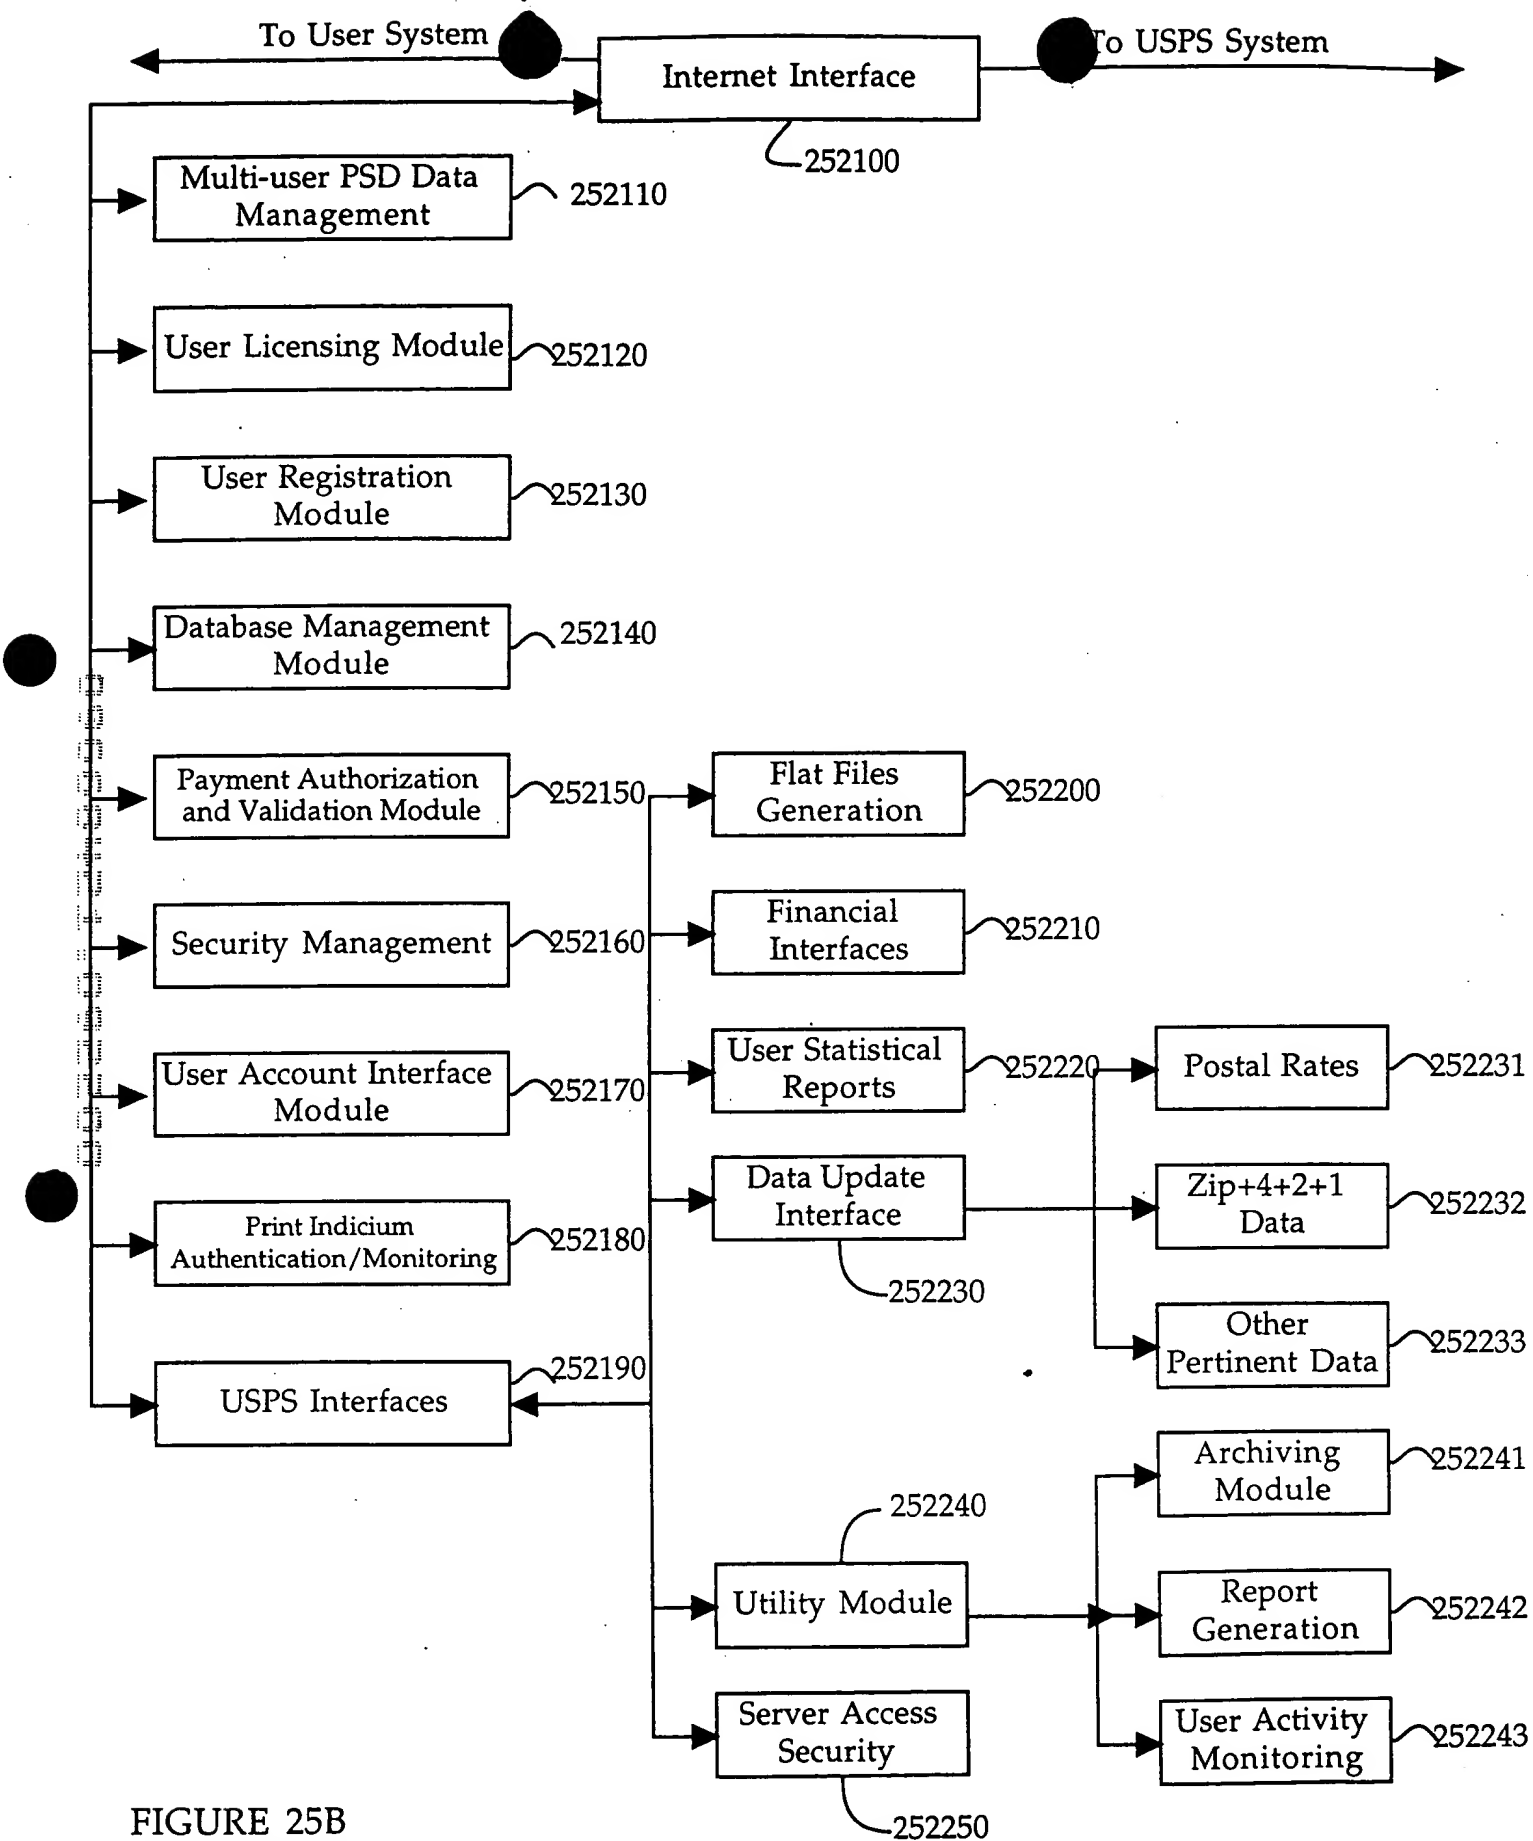 To User System
To USPS System
Internet Interface
252100
Multi-user PSD Data
Management
252110
User Licensing Module
252120
User Registration
Module
252130
Database Management
Module
252140
Payment Authorization
and Validation Module
252150
Flat Files
Generation
252200
Security Management
252160
Financial
Interfaces
252210
User Account Interface
Module
252170
User Statistical
Reports
252220
Postal Rates
252231
Print Indicium
Authentication/Monitoring
252180
Data Update
Interface
252230
Zip+4+2+1
Data
252232
Other
Pertinent Data
252233
USPS Interfaces
252190
Archiving
Module
252241
252240
Utility Module
Report
Generation
252242
Server Access
Security
252250
User Activity
Monitoring
252243
FIGURE 25B